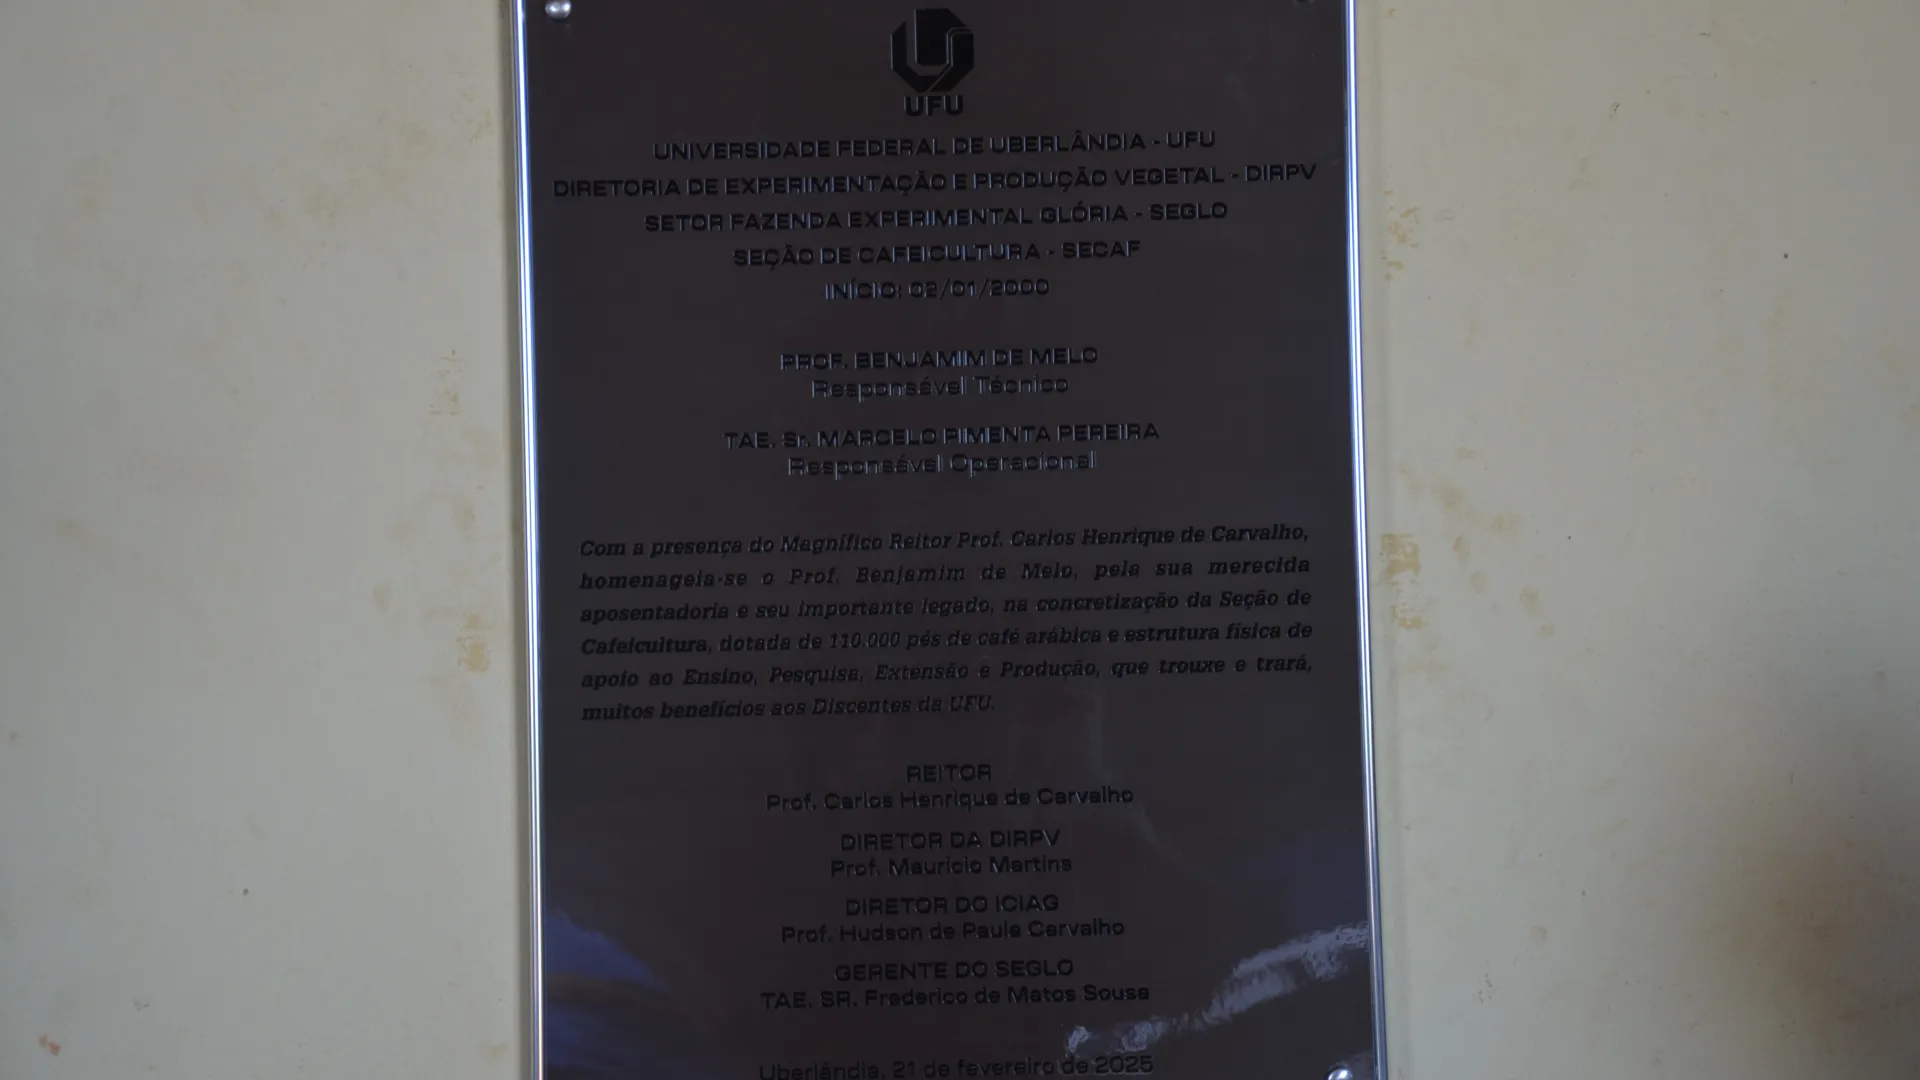 UFU
UNIVERSIDADE FEDERAL DE UBERLÂNDIA - UFU
DIRETORIA DE EXPERIMENTAÇÃO E PRODUÇÃO VEGETAL - DIRPV
SETOR FAZENDA EXPERIMENTAL GLÓRIA - SEGLO
SEÇÃO DE CAFEICULTURA - SECAF
INÍCIO: 02/01/2000
PROF. BENJAMIM DE MELO
Responsável Técnico
TAE. Sr. MARCELO PIMENTA PEREIRA
Responsável Operacional
Com a presença do Magnífico Reitor Prof. Carlos Henrique de Carvalho,
homenageia-se o Prof. Benjamim de Melo, pela sua merecida
aposentadoria e seu importante legado, na concretização da Seção de
Cafeicultura, dotada de 110.000 pés de café arábica e estrutura física de
apoio ao Ensino, Pesquisa, Extensão e Produção, que trouxe e trará,
muitos benefícios aos Discentes da UFU.
REITOR
Prof. Carlos Henrique de Carvalho
DIRETOR DA DIRPV
Prof. Mauricio Martins
DIRETOR DO ICIAG
Prof. Hudson de Paula Carvalho
GERENTE DO SEGLO
TAE. SR. Frederico de Matos Sousa
Uberlândia, 21 de fevereiro de 2025